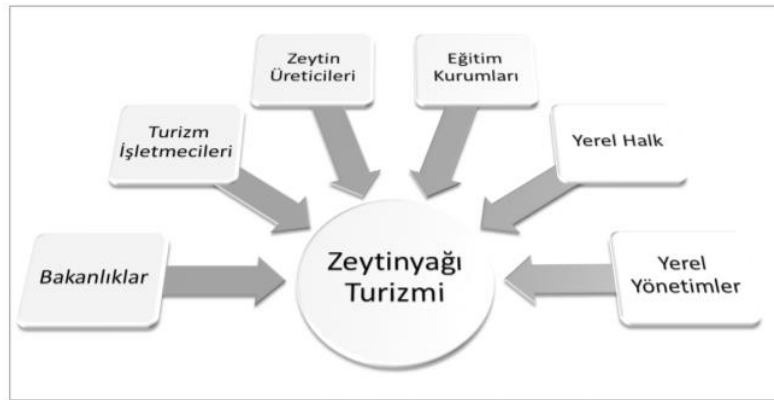 Zeytin
Üreticileri
Eğitim
Kurumları
Turizm
İşletmecileri
Yerel Halk
Bakanlıklar
Zeytinyağı
Turizmi
Yerel
Yönetimler